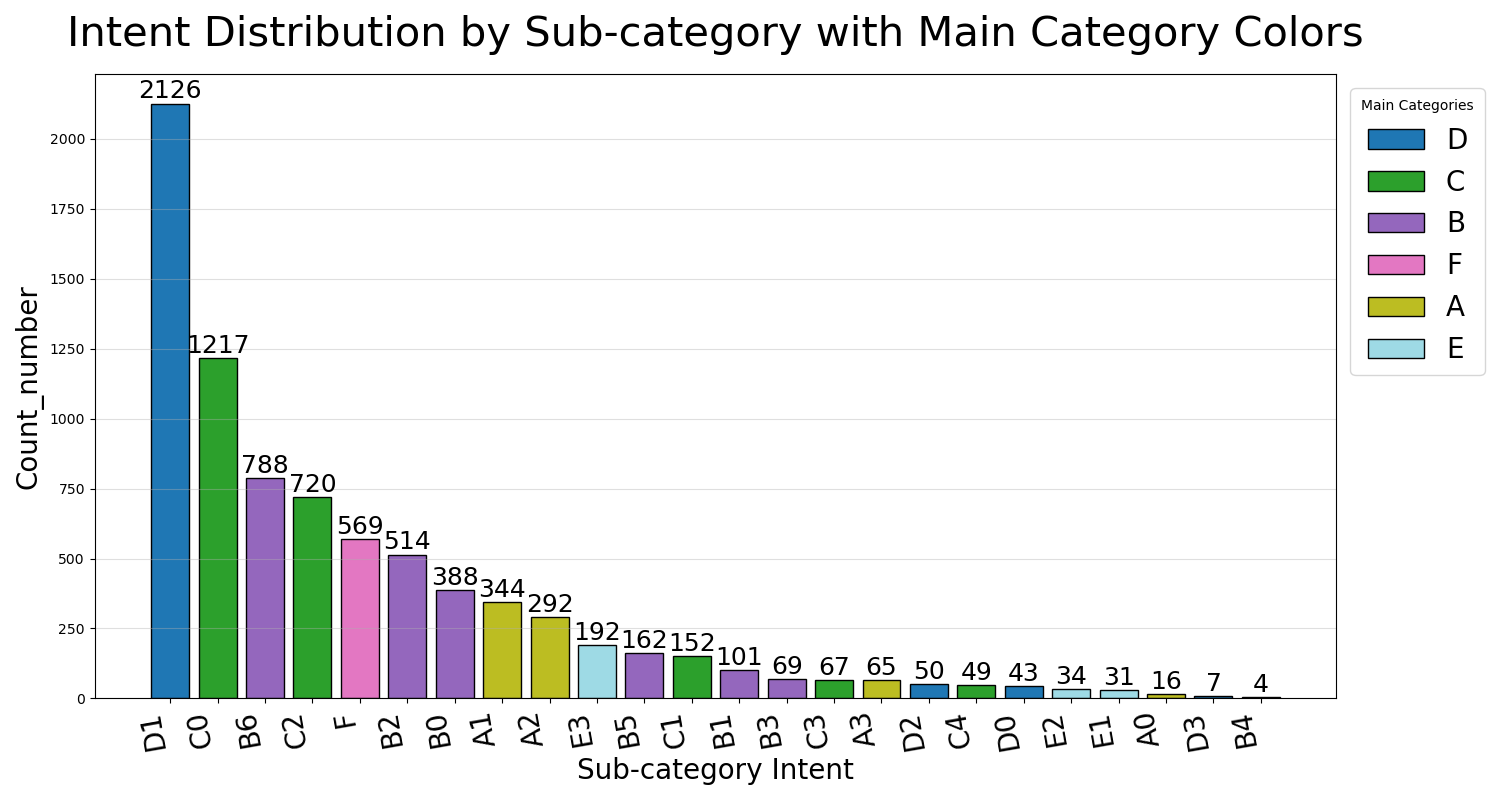 Intent Distribution by Sub-category with Main Category Colors
Count_number
2000
1750
1500
1250
1000
750
500
250
0
2126
1217
788
720
569
514
388
344
292
192
162
152
101
69
67
65
50
49
43
34
31
16
7
4
D1
C0
B6
C2
F
B2
B0
A1
A2
E3
B5
C1
B1
B3
C3
A3
D2
C4
D0
E2
E1
A0
D3
B4
Sub-category Intent
Main Categories
D
C
B
F
A
E